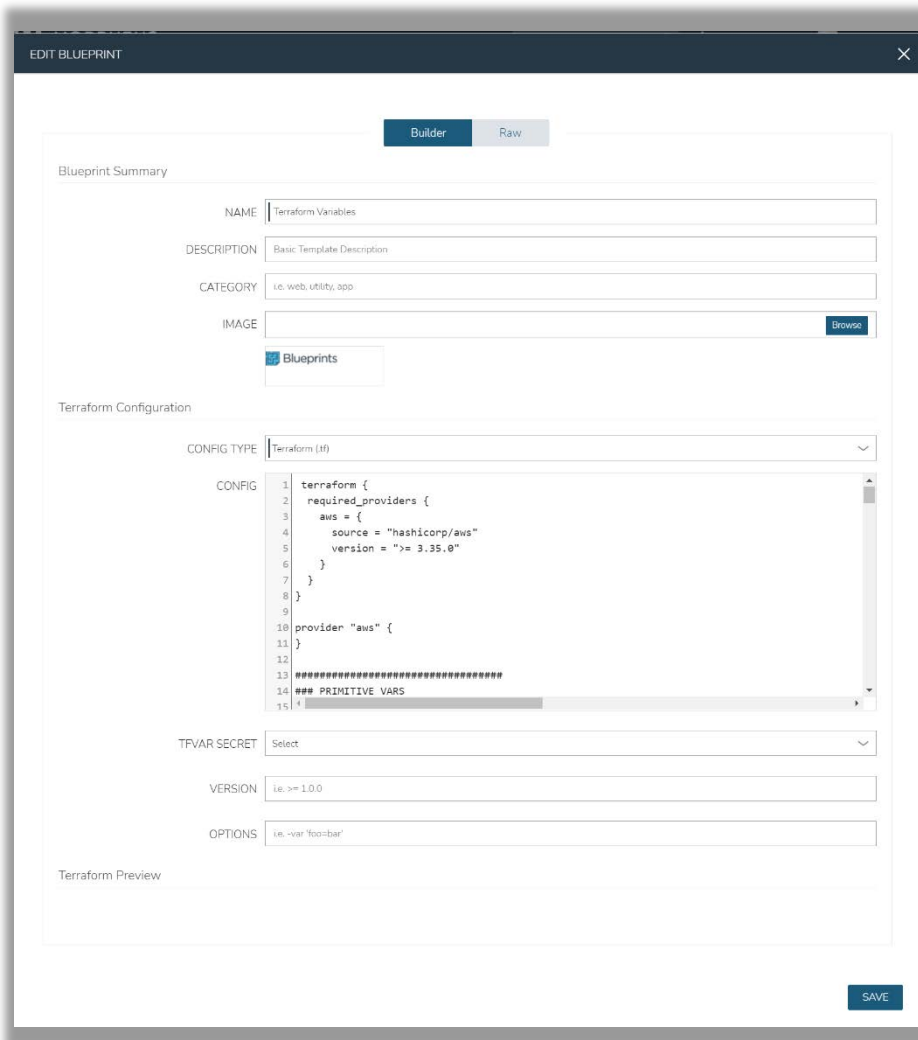 EDIT BLUEPRINT
Builder
Raw
Blueprint Summary
NAME
Terraform Variables
DESCRIPTION
Basic Template Description
CATEGORY
i.e. web, utility, app
IMAGE
Browse
Blueprints
Terraform Configuration
CONFIG TYPE
Terraform (.tf)
CONFIG
1 terraform {
2 required_providers {
3 aws = {
4 source = "hashicorp/aws"
5 version = ">= 3.35.0"
6 }
7 }
8 }
9
10 provider "aws" {
11 }
12
13 ##################################
14 ### PRIMITIVE VARS
15
TFVAR SECRET
Select
VERSION
i.e. >= 1.0.0
OPTIONS
i.e. -var 'foo=bar'
Terraform Preview
SAVE